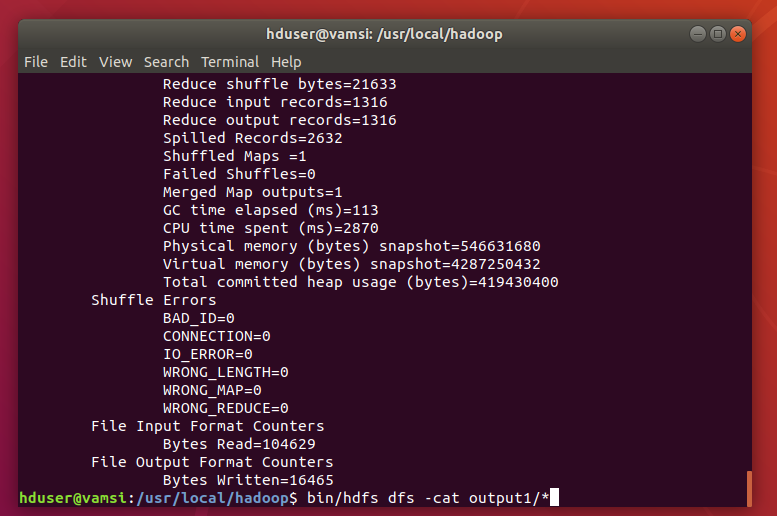 hduser@vamsi: /usr/local/hadoop
File Edit View Search Terminal Help
Reduce shuffle bytes=21633
Reduce input records=1316
Reduce output records=1316
Spilled Records=2632
Shuffled Maps =1
Failed Shuffles=0
Merged Map outputs=1
GC time elapsed (ms)=113
CPU time spent (ms)=2870
Physical memory (bytes) snapshot=546631680
Virtual memory (bytes) snapshot=4287250432
Total committed heap usage (bytes)=419430400
Shuffle Errors
BAD_ID=0
CONNECTION=0
IO_ERROR=0
WRONG_LENGTH=0
WRONG_MAP=0
WRONG_REDUCE=0
File Input Format Counters
Bytes Read=104629
File Output Format Counters
Bytes Written=16465
hduser@vamsi:/usr/local/hadoop$ bin/hdfs dfs -cat output1/*